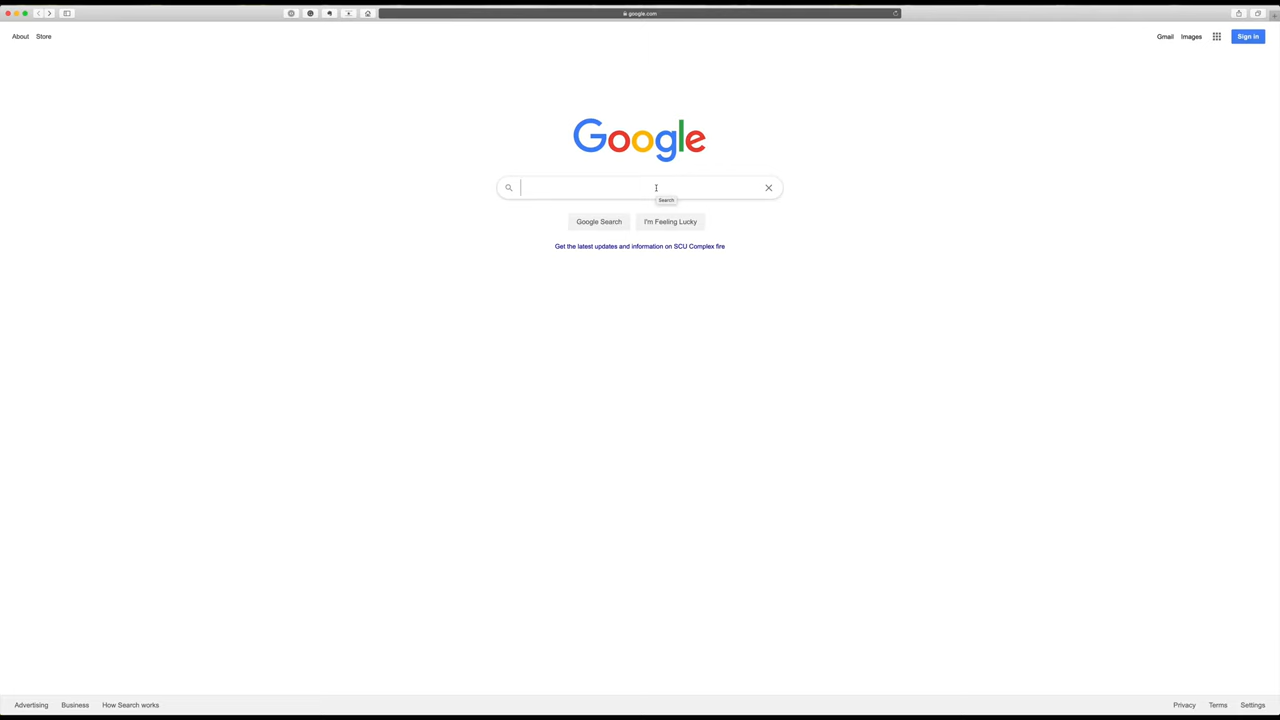 google.com
About Store
Gmail Images Sign in
Google
Search
Google Search I'm Feeling Lucky
Get the latest updates and information on SCU Complex fire
Advertising Business How Search works
Privacy Terms Settings